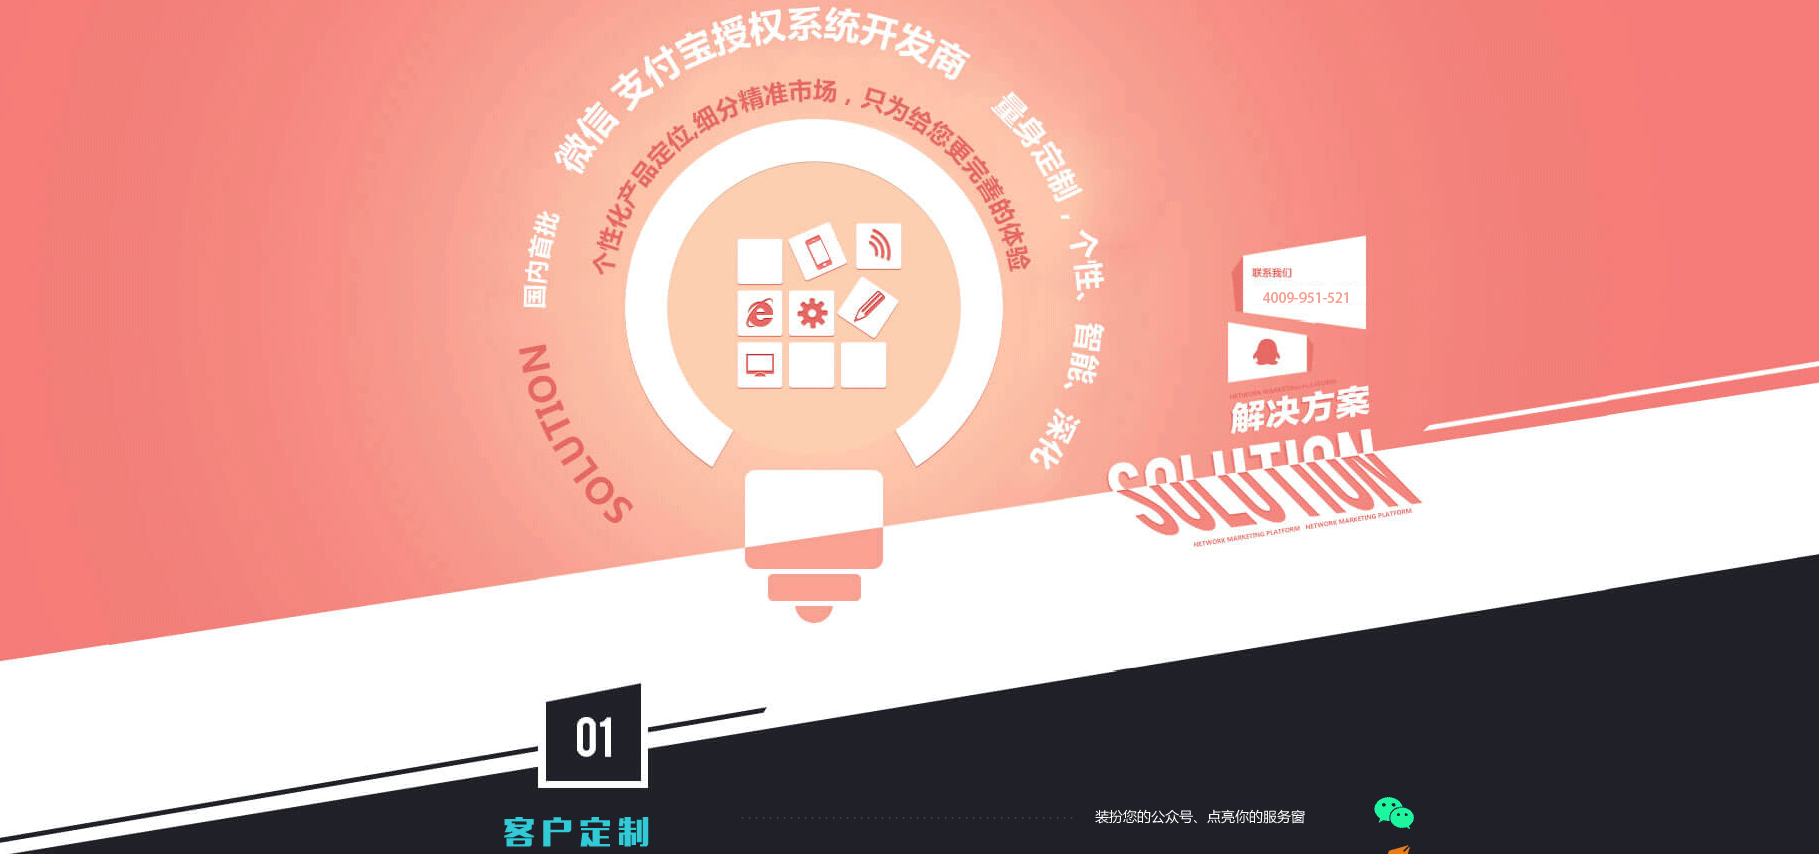 国内首批 微信 支付宝授权系统开发商
量身定制，个性、智能、深化
个性化产品定位,细分精准市场，只为给您更完善的体验
SOLUTION
联系我们
4009-951-521
NETWORK MARKETING PLATFORM
解决方案
SOLUTION
NETWORK MARKETING PLATFORM NETWORK MARKETING PLATFORM
01
客户定制
装扮您的公众号、点亮你的服务窗